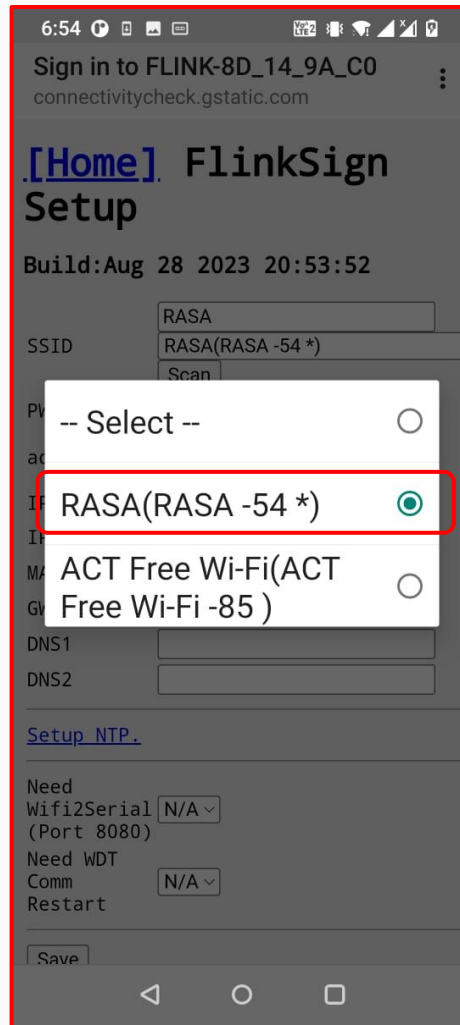 6:54
Vo LTE2
Sign in to FLINK-8D_14_9A_C0
connectivitycheck.gstatic.com
[Home] FlinkSign
Setup
Build:Aug 28 2023 20:53:52
RASA
SSID
RASA(RASA -54 *)
Scan
-- Select --
RASA(RASA -54 *)
ACT Free Wi-Fi(ACT
Free Wi-Fi -85 )
DNS1
DNS2
Setup NTP.
Need
Wifi2Serial N/A
(Port 8080)
Need WDT
Comm N/A
Restart
Save